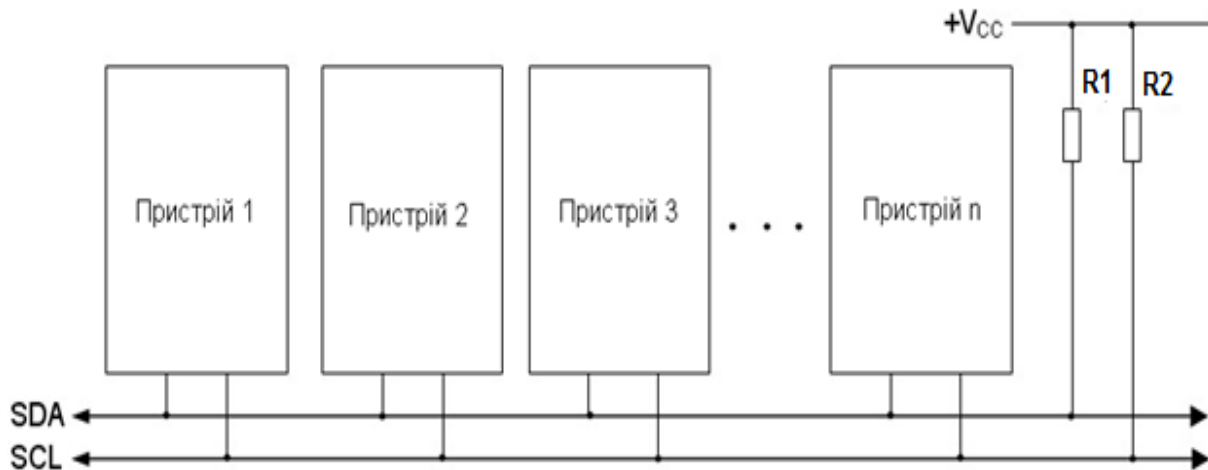 +Vcc
R1 R2
Пристрій 1 Пристрій 2 Пристрій 3 . . . Пристрій n
SDA
SCL